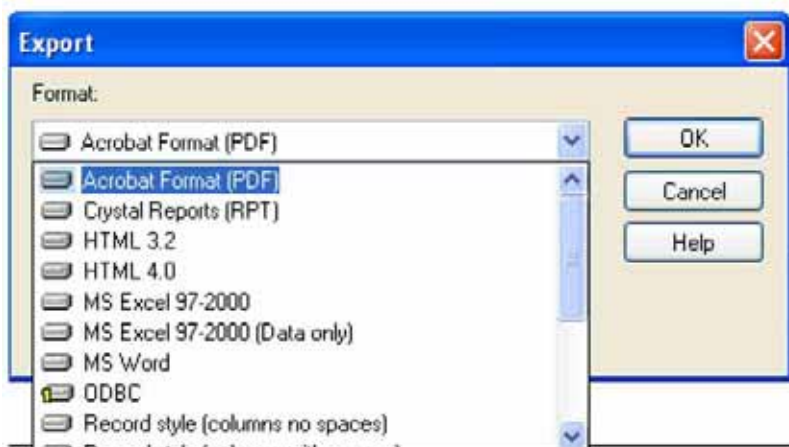 Export
Format:
Acrobat Format (PDF)
OK
Acrobat Format (PDF)
Cancel
Crystal Reports (RPT)
HTML 3.2
Help
HTML 4.0
MS Excel 97-2000
MS Excel 97-2000 (Data only)
MS Word
ODBC
Record style (columns no spaces)